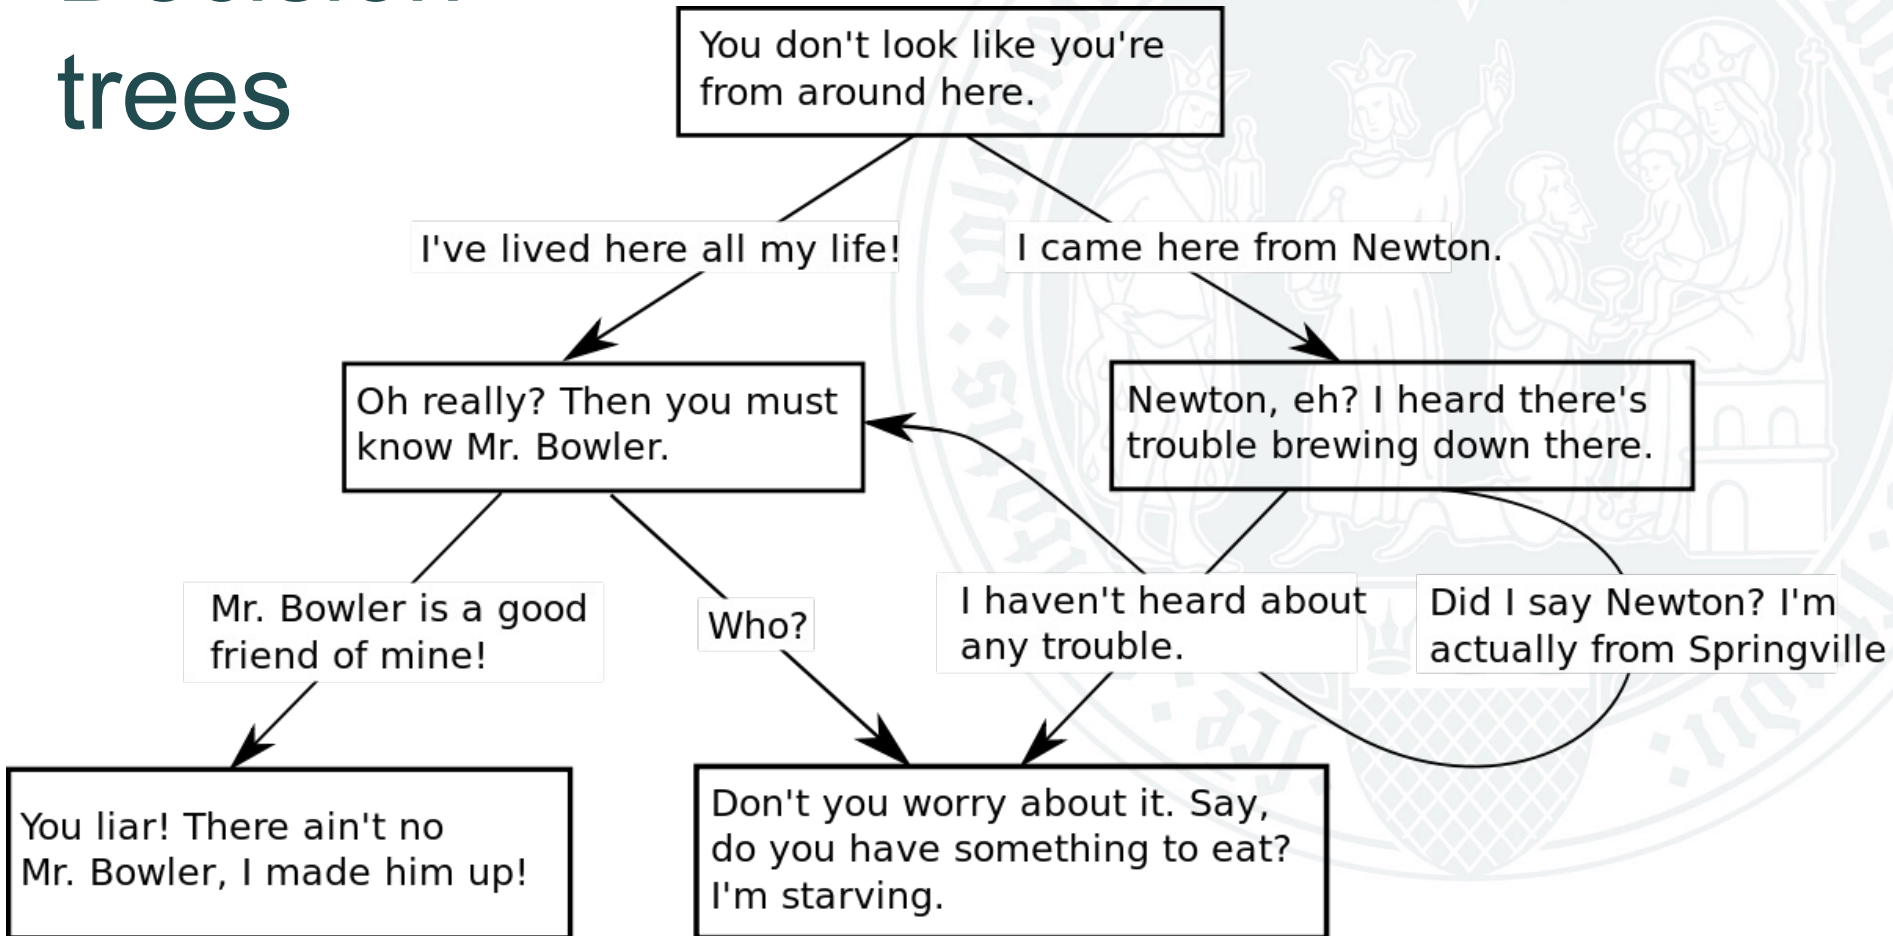 Decision
trees
You don't look like you're
from around here.
I've lived here all my life!
I came here from Newton.
Oh really? Then you must
know Mr. Bowler.
Newton, eh? I heard there's
trouble brewing down there.
Mr. Bowler is a good
friend of mine!
Who?
I haven't heard about
any trouble.
Did I say Newton? I'm
actually from Springville
You liar! There ain't no
Mr. Bowler, I made him up!
Don't you worry about it. Say,
do you have something to eat?
I'm starving.